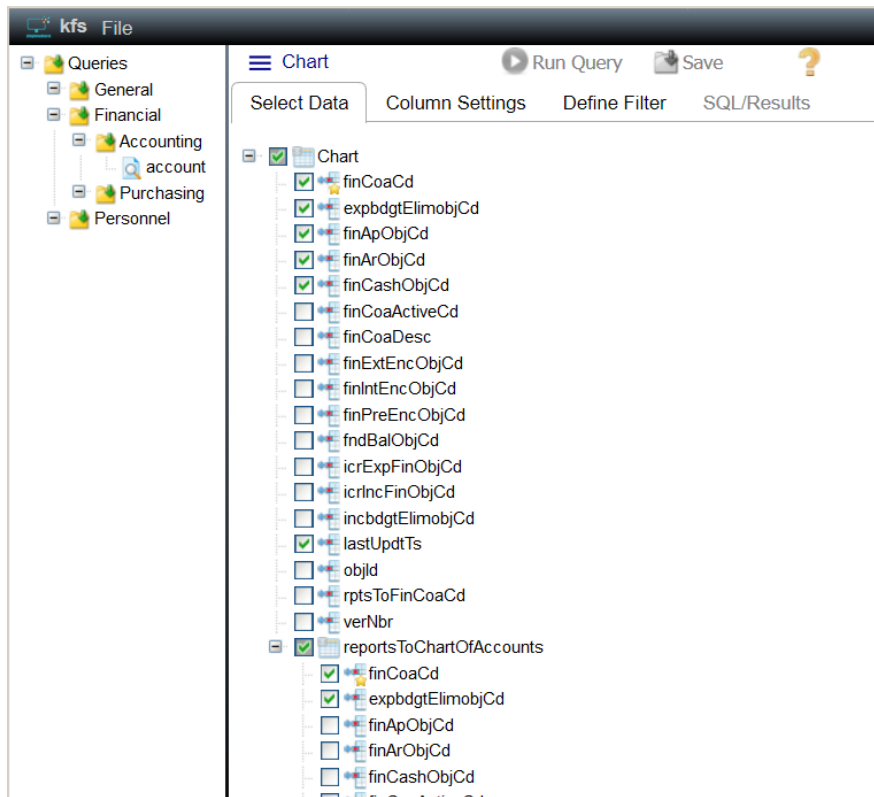 kfs File
Queries
General
Financial
Accounting
account
Purchasing
Personnel
Chart Run Query Save
Select Data Column Settings Define Filter SQL/Results
Chart
finCoaCd
expbdgtElimobjCd
finApObjCd
finArObjCd
finCashObjCd
finCoaActiveCd
finCoaDesc
finExtEncObjCd
finIntEncObjCd
finPreEncObjCd
fndBalObjCd
icrExpFinObjCd
icrIncFinObjCd
incbdgtElimobjCd
lastUpdtTs
objId
rptsToFinCoaCd
verNbr
reportsToChartOfAccounts
finCoaCd
expbdgtElimobjCd
finApObjCd
finArObjCd
finCashObjCd